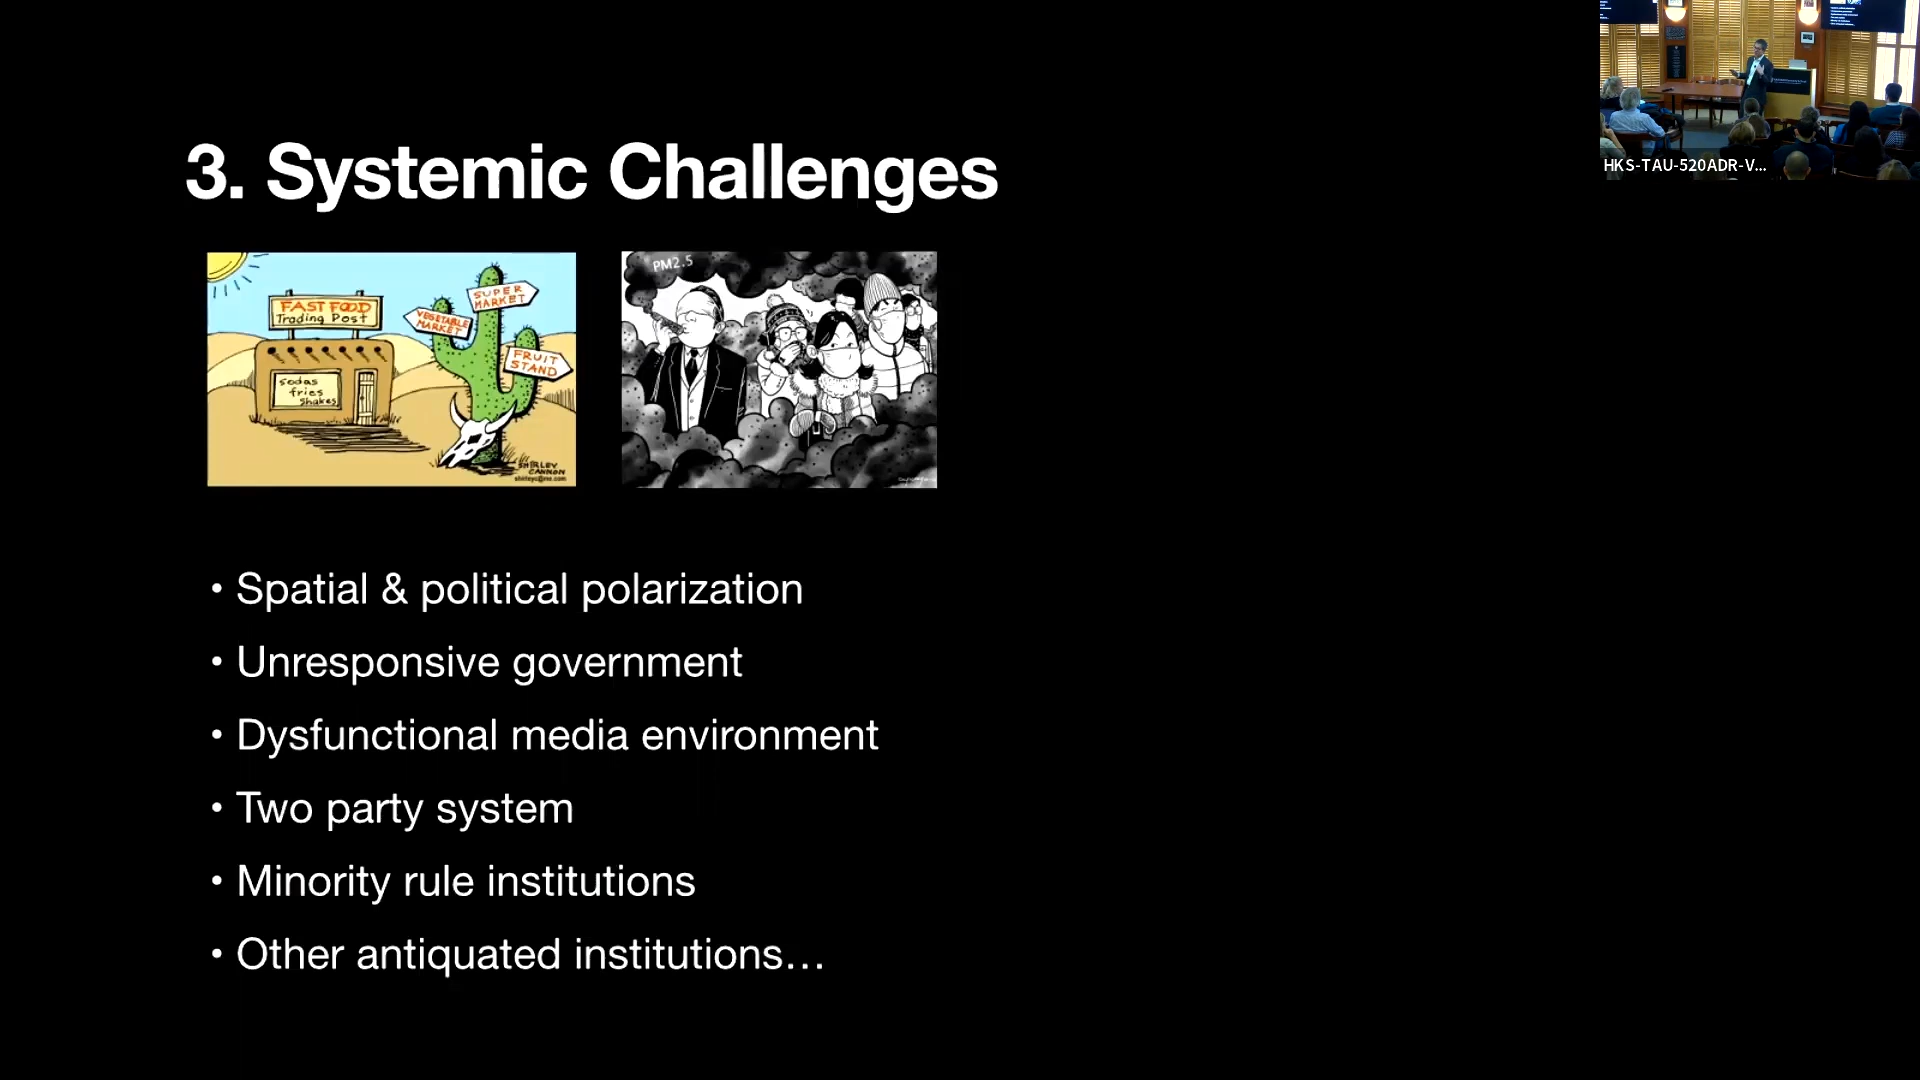 3. Systemic Challenges
FAST FOOD
Trading Post
sodas
fries
shakes
SUPER
MARKET
VEGETABLE
MARKET
FRUIT
STAND
SHIRLEY
CANNON
PM2.5
• Spatial & political polarization
• Unresponsive government
• Dysfunctional media environment
• Two party system
• Minority rule institutions
• Other antiquated institutions…
HKS-TAU-520ADR-V...